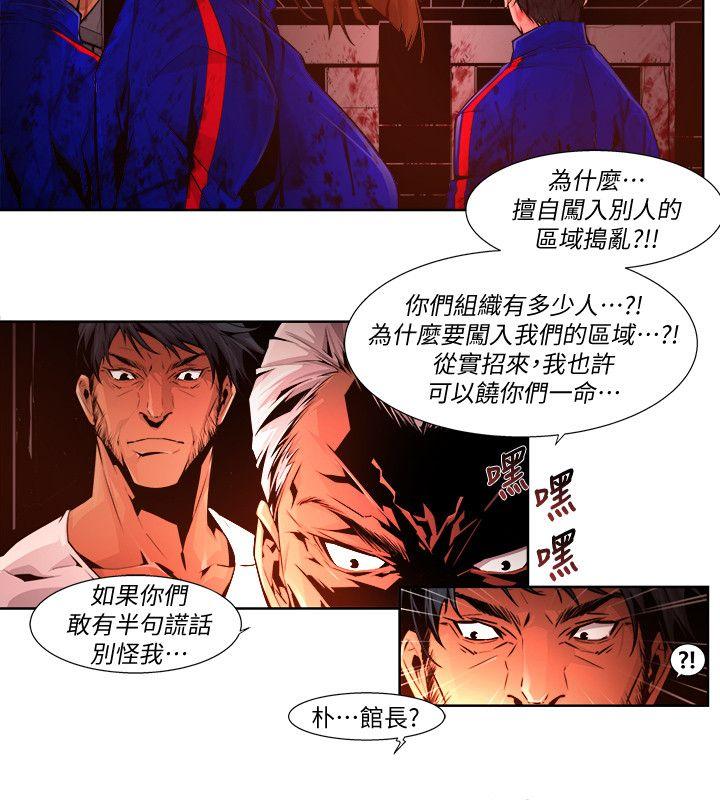 為什麼…
擅自闖入別人的
區域搗亂?!!
你們組織有多少人…?!
為什麼要闖入我們的區域…?!
從實招來,我也許
可以饒你們一命…
嘿
嘿
嘿
如果你們
敢有半句謊話
別怪我…
?!
朴…館長?